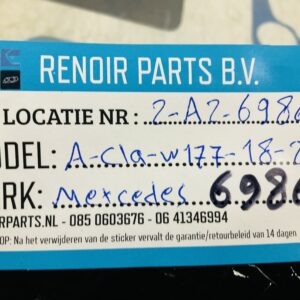 RENOIR PARTS B.V.
LOCATIE NR : 2-A2-698
DEL: A-Cla-w177-18-2
RK: Mercedes 698
RPARTS.NL - 085 0603676 - 06 41346994
OP: Na het verwijderen van de sticker vervalt de garantie/retourbeleid van 14 dagen